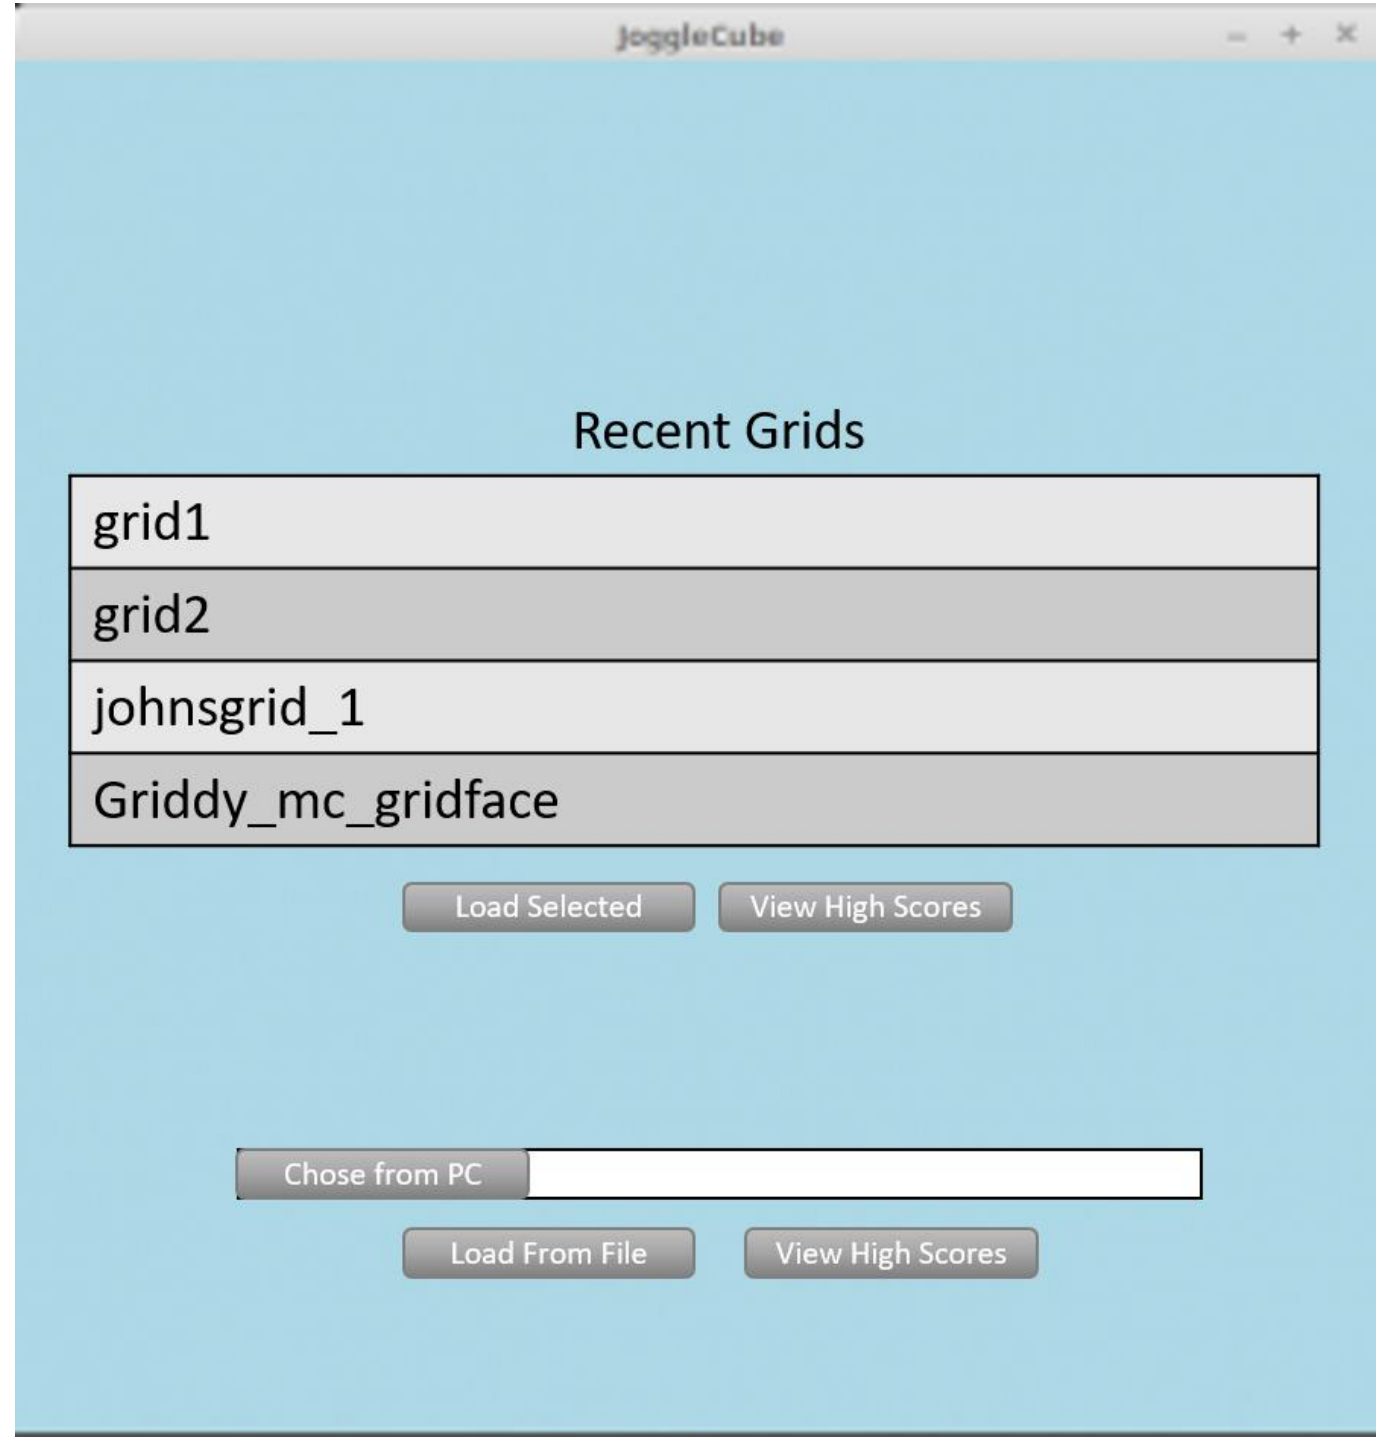 JoggleCube
Recent Grids
grid1
grid2
johnsgrid_1
Griddy_mc_gridface
Load Selected View High Scores
Chose from PC
Load From File View High Scores